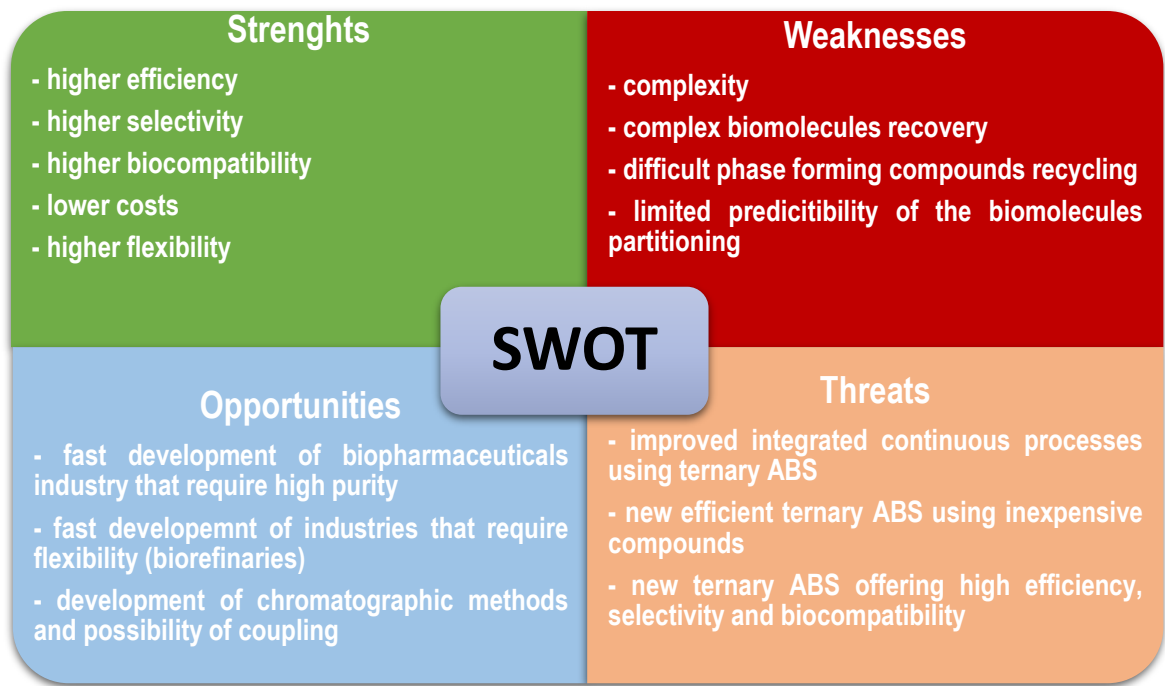 Strenghts
- higher efficiency
- higher selectivity
- higher biocompatibility
- lower costs
- higher flexibility
Weaknesses
- complexity
- complex biomolecules recovery
- difficult phase forming compounds recycling
- limited predicitibility of the biomolecules
partitioning
SWOT
Opportunities
- fast development of biopharmaceuticals
industry that require high purity
- fast developemnt of industries that require
flexibility (biorefinaries)
- development of chromatographic methods
and possibility of coupling
Threats
- improved integrated continuous processes
using ternary ABS
- new efficient ternary ABS using inexpensive
compounds
- new ternary ABS offering high efficiency,
selectivity and biocompatibility